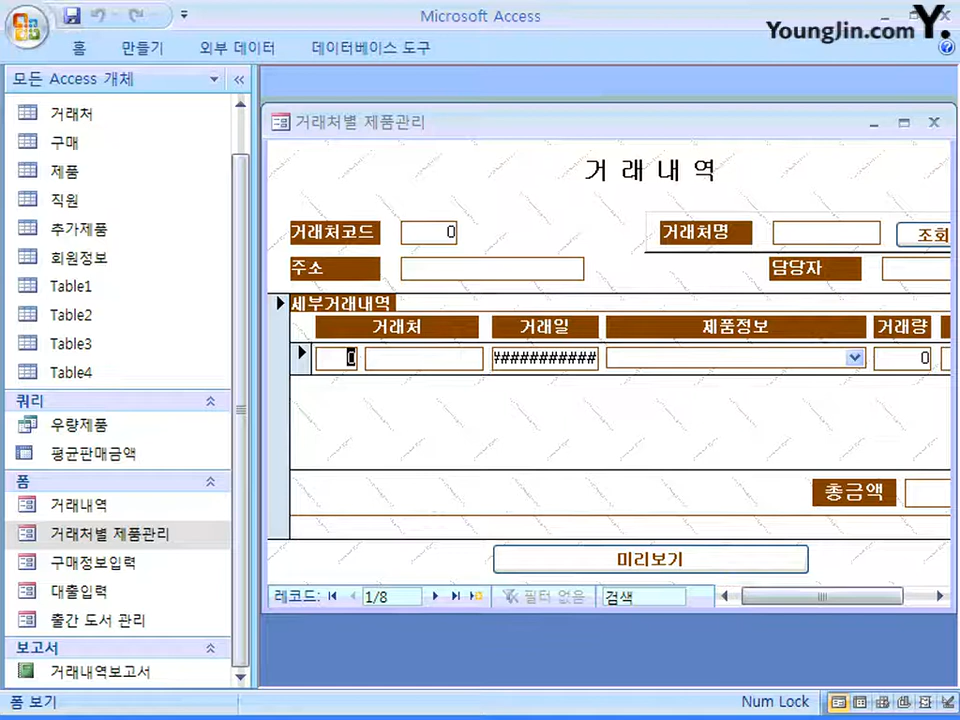 Microsoft Access
YoungJin.com Y.
홈 만들기 외부 데이터 데이터베이스 도구
모든 Access 개체
거래처
구매
제품
직원
추가제품
회원정보
Table1
Table2
Table3
Table4
쿼리
우량제품
평균판매금액
폼
거래내역
거래처별 제품관리
구매정보입력
대출입력
출간 도서 관리
보고서
거래내역보고서
거래처별 제품관리
거 래 내 역
거래처코드 0 거래처명 조회
주소 담당자
세부거래내역
거래처 거래일 제품정보 거래량
0 ########### 0
총금액
미리보기
레코드: 1/8 필터 없음 검색
폼 보기 Num Lock